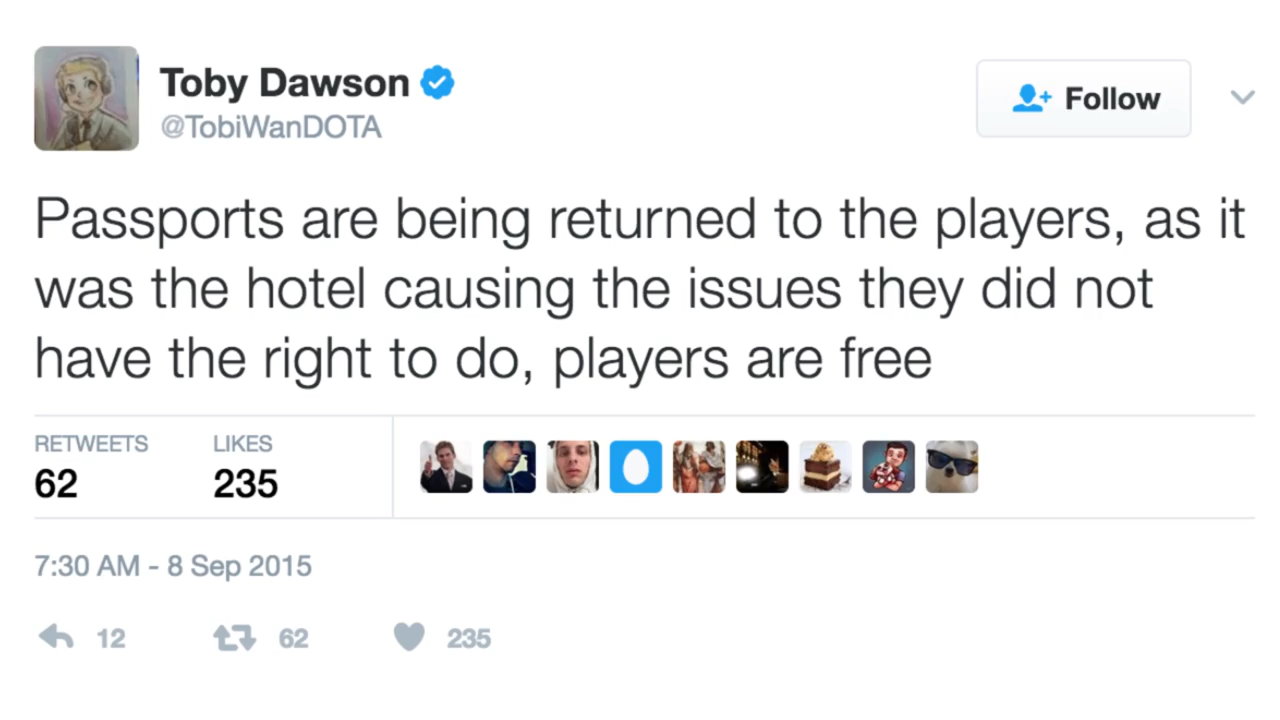 Toby Dawson
@TobiWanDOTA
Follow
Passports are being returned to the players, as it
was the hotel causing the issues they did not
have the right to do, players are free
RETWEETS
62
LIKES
235
7:30 AM - 8 Sep 2015
12
62
235